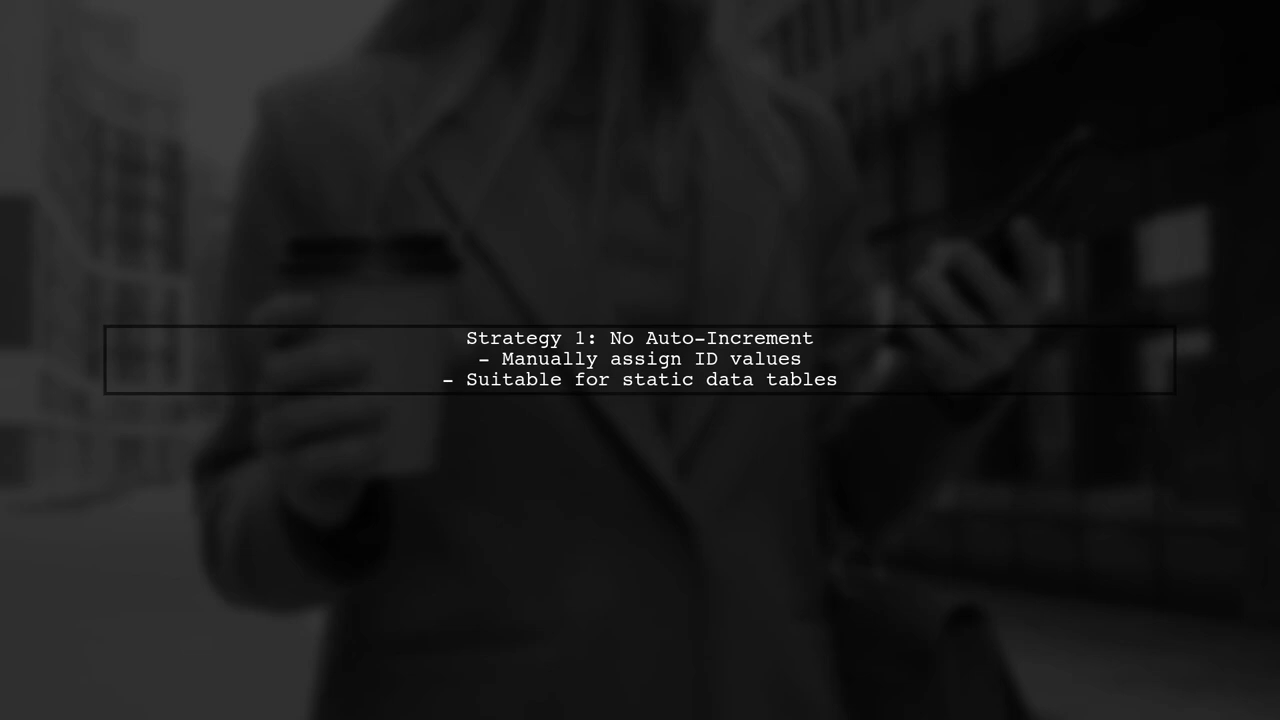 Strategy 1: No Auto-Increment
- Manually assign ID values
- Suitable for static data tables